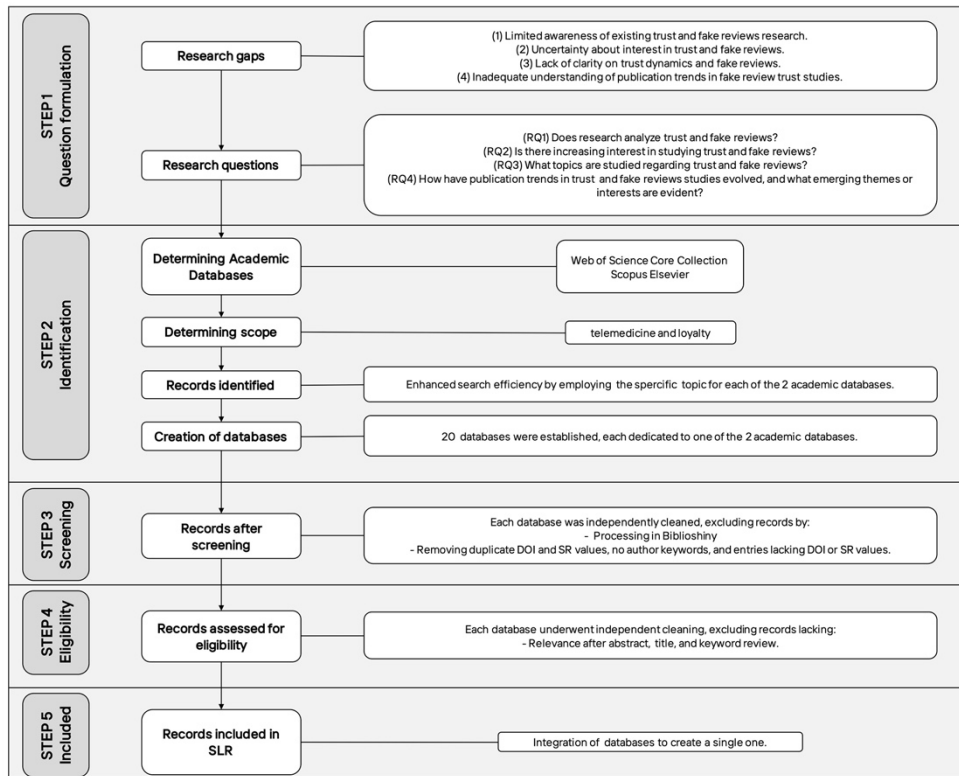 STEP 1
Question formulation
Research gaps
(1) Limited awareness of existing trust and fake reviews research.
(2) Uncertainty about interest in trust and fake reviews.
(3) Lack of clarity on trust dynamics and fake reviews.
(4) Inadequate understanding of publication trends in fake review trust studies.
Research questions
(RQ1) Does research analyze trust and fake reviews?
(RQ2) Is there increasing interest in studying trust and fake reviews?
(RQ3) What topics are studied regarding trust and fake reviews?
(RQ4) How have publication trends in trust and fake reviews studies evolved, and what emerging themes or
interests are evident?
STEP 2
Identification
Determining Academic
Databases
Web of Science Core Collection
Scopus Elsevier
Determining scope
telemedicine and loyalty
Records identified
Enhanced search efficiency by employing the spercific topic for each of the 2 academic databases.
Creation of databases
20 databases were established, each dedicated to one of the 2 academic databases.
STEP 3
Screening
Records after
screening
Each database was independently cleaned, excluding records by:
- Processing in Biblioshiny
- Removing duplicate DOI and SR values, no author keywords, and entries lacking DOI or SR values.
STEP 4
Eligibility
Records assessed for
eligibility
Each database underwent independent cleaning, excluding records lacking:
- Relevance after abstract, title, and keyword review.
STEP 5
Included
Records included in
SLR
Integration of databases to create a single one.